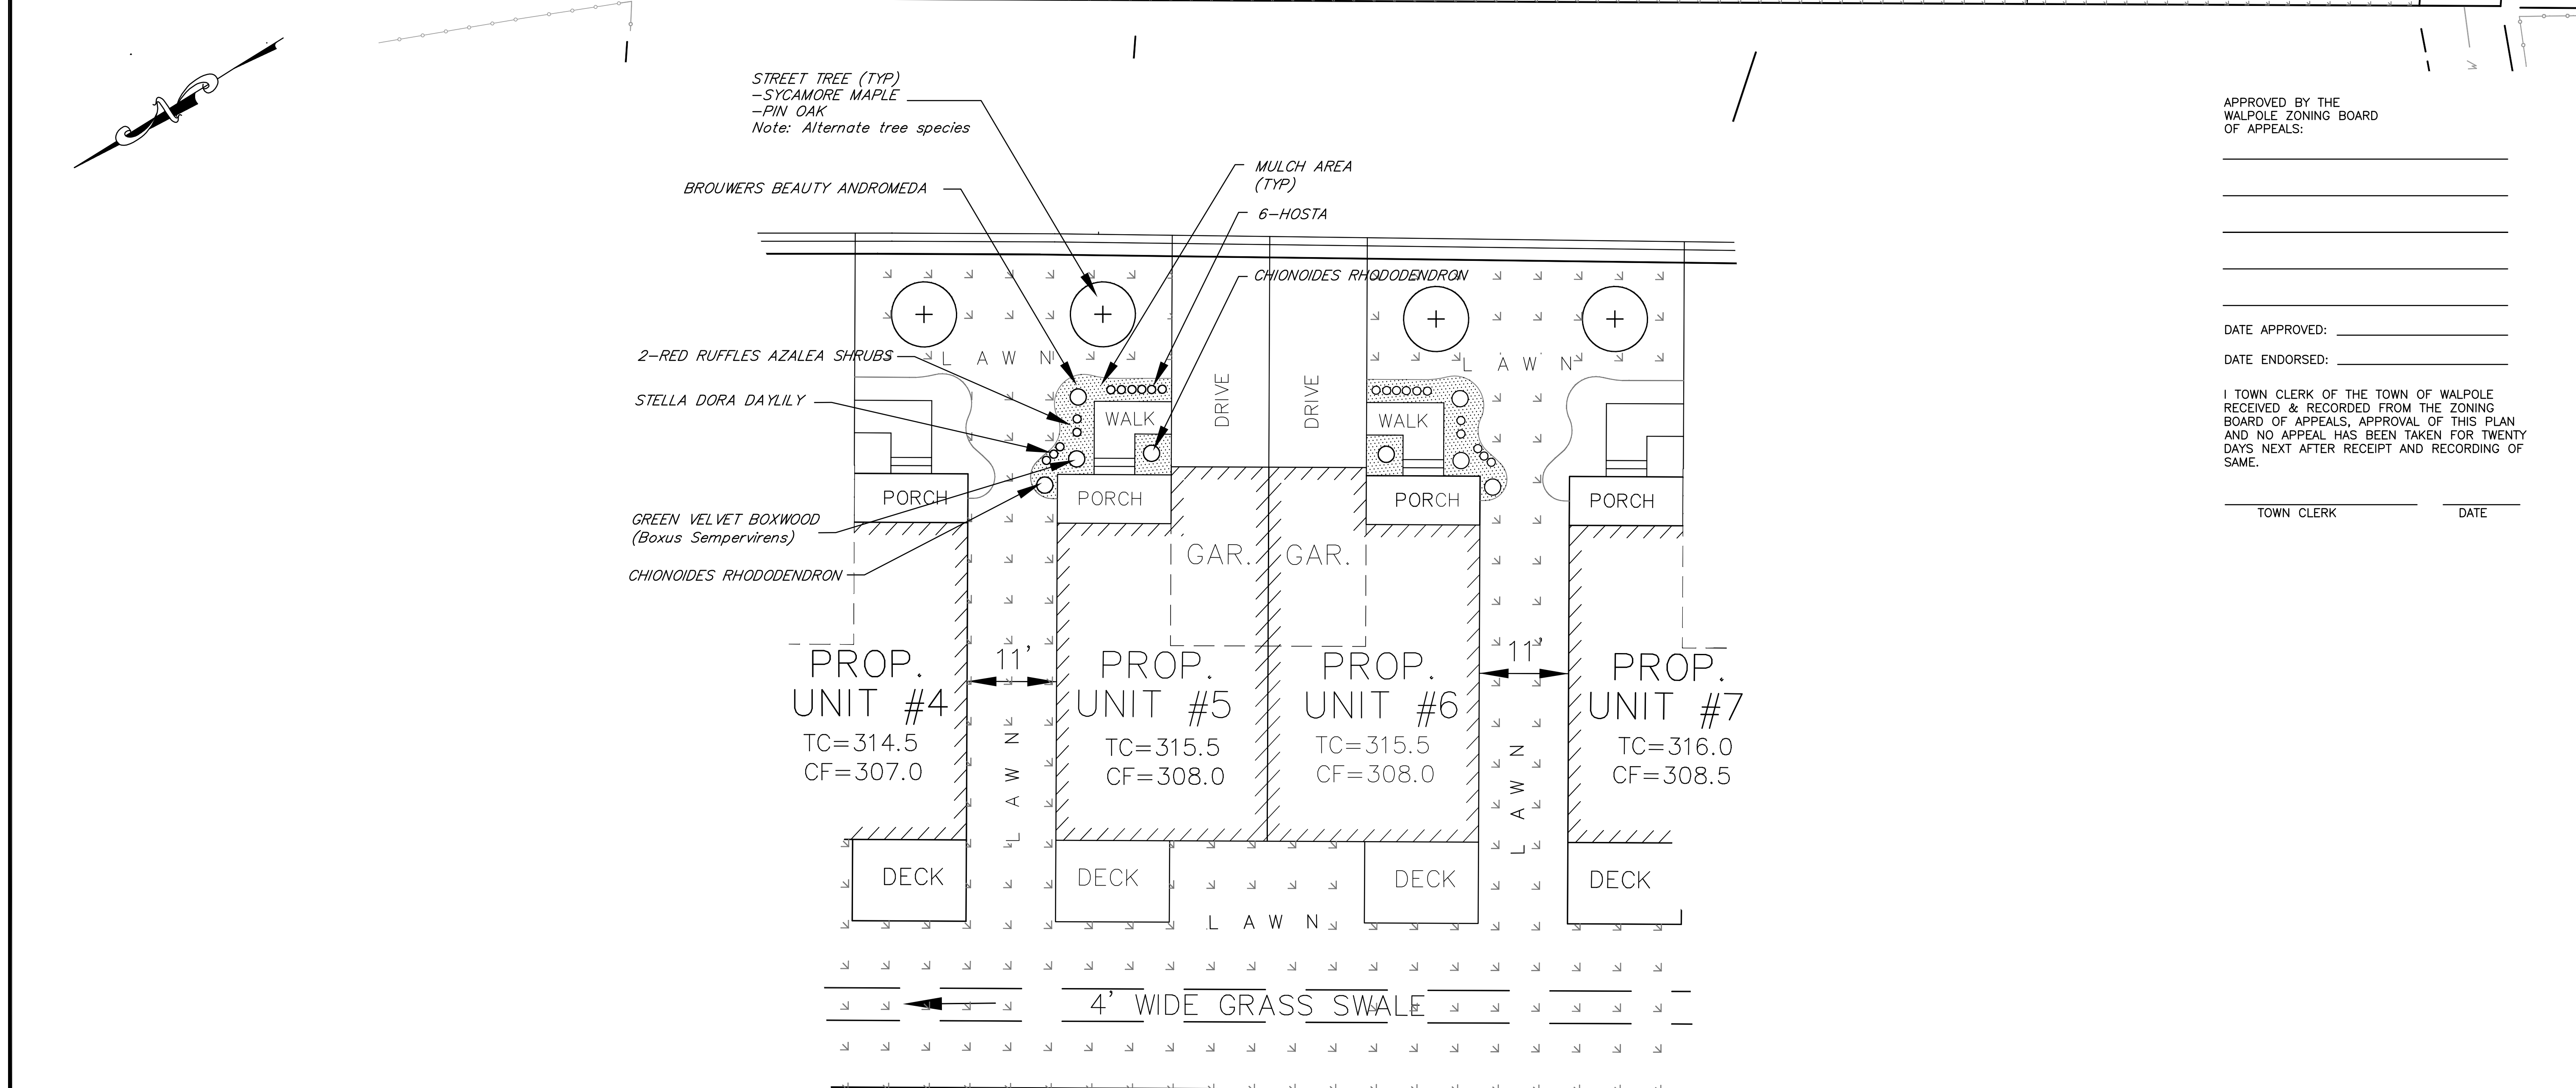 STREET TREE (TYP)
-SYCAMORE MAPLE
-PIN OAK
Note: Alternate tree species
BROUWERS BEAUTY ANDROMEDA
MULCH AREA
(TYP)
6-HOSTA
CHIONOIDES RHODODENDRON
2-RED RUFFLES AZALEA SHRUBS
STELLA DORA DAYLILY
GREEN VELVET BOXWOOD
(Boxus Sempervirens)
CHIONOIDES RHODODENDRON
L A W N
L A W N
WALK
DRIVE
DRIVE
WALK
PORCH
PORCH
PORCH
PORCH
GAR.
GAR.
PROP.
UNIT #4
TC=314.5
CF=307.0
11'
L A W N
PROP.
UNIT #5
TC=315.5
CF=308.0
PROP.
UNIT #6
TC=315.5
CF=308.0
11'
L A W N
PROP.
UNIT #7
TC=316.0
CF=308.5
DECK
DECK
DECK
DECK
L A W N
4' WIDE GRASS SWALE
APPROVED BY THE
WALPOLE ZONING BOARD
OF APPEALS:
DATE APPROVED:
DATE ENDORSED:
I TOWN CLERK OF THE TOWN OF WALPOLE
RECEIVED & RECORDED FROM THE ZONING
BOARD OF APPEALS, APPROVAL OF THIS PLAN
AND NO APPEAL HAS BEEN TAKEN FOR TWENTY
DAYS NEXT AFTER RECEIPT AND RECORDING OF
SAME.
TOWN CLERK
DATE
W